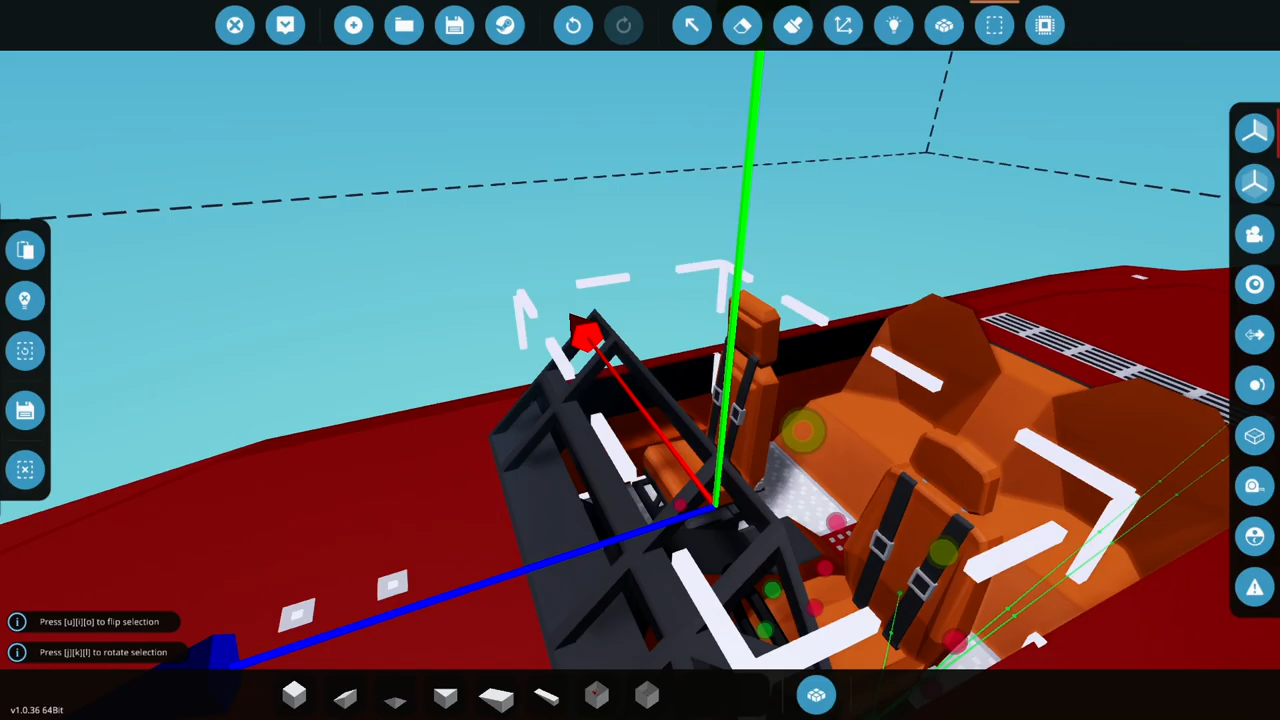 Press [u][i][o] to flip selection
Press [j][k][l] to rotate selection
v1.0.36 64Bit